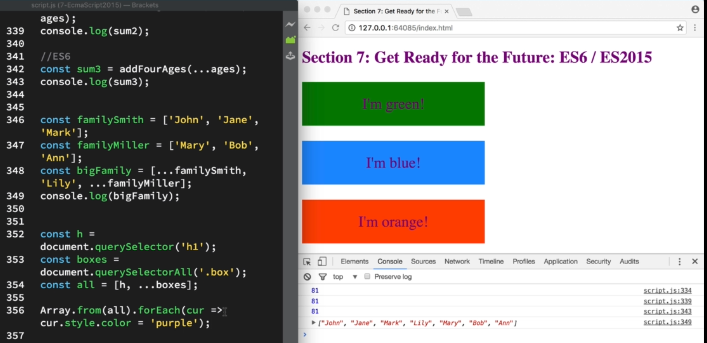 script.js (7-EcmaScript2015) — Brackets
ages);
339 console.log(sum2);
340
341 //ES6
342 const sum3 = addFourAges(...ages);
343 console.log(sum3);
344
345
346 const familySmith = ['John', 'Jane',
'Mark'];
347 const familyMiller = ['Mary', 'Bob',
'Ann'];
348 const bigFamily = [...familySmith,
'Lily', ...familyMiller];
349 console.log(bigFamily);
350
351
352 const h =
document.querySelector('h1');
353 const boxes =
document.querySelectorAll('.box');
354 const all = [h, ...boxes];
355
356 Array.from(all).forEach(cur =>
cur.style.color = 'purple');
357
Section 7: Get Ready for the F
127.0.0.1:64085/index.html
Section 7: Get Ready for the Future: ES6 / ES2015
I'm green!
I'm blue!
I'm orange!
Elements Console Sources Network Timeline Profiles Application Security Audits
top Preserve log
81 script.js:334
81 script.js:339
81 script.js:343
["John", "Jane", "Mark", "Lily", "Mary", "Bob", "Ann"] script.js:349